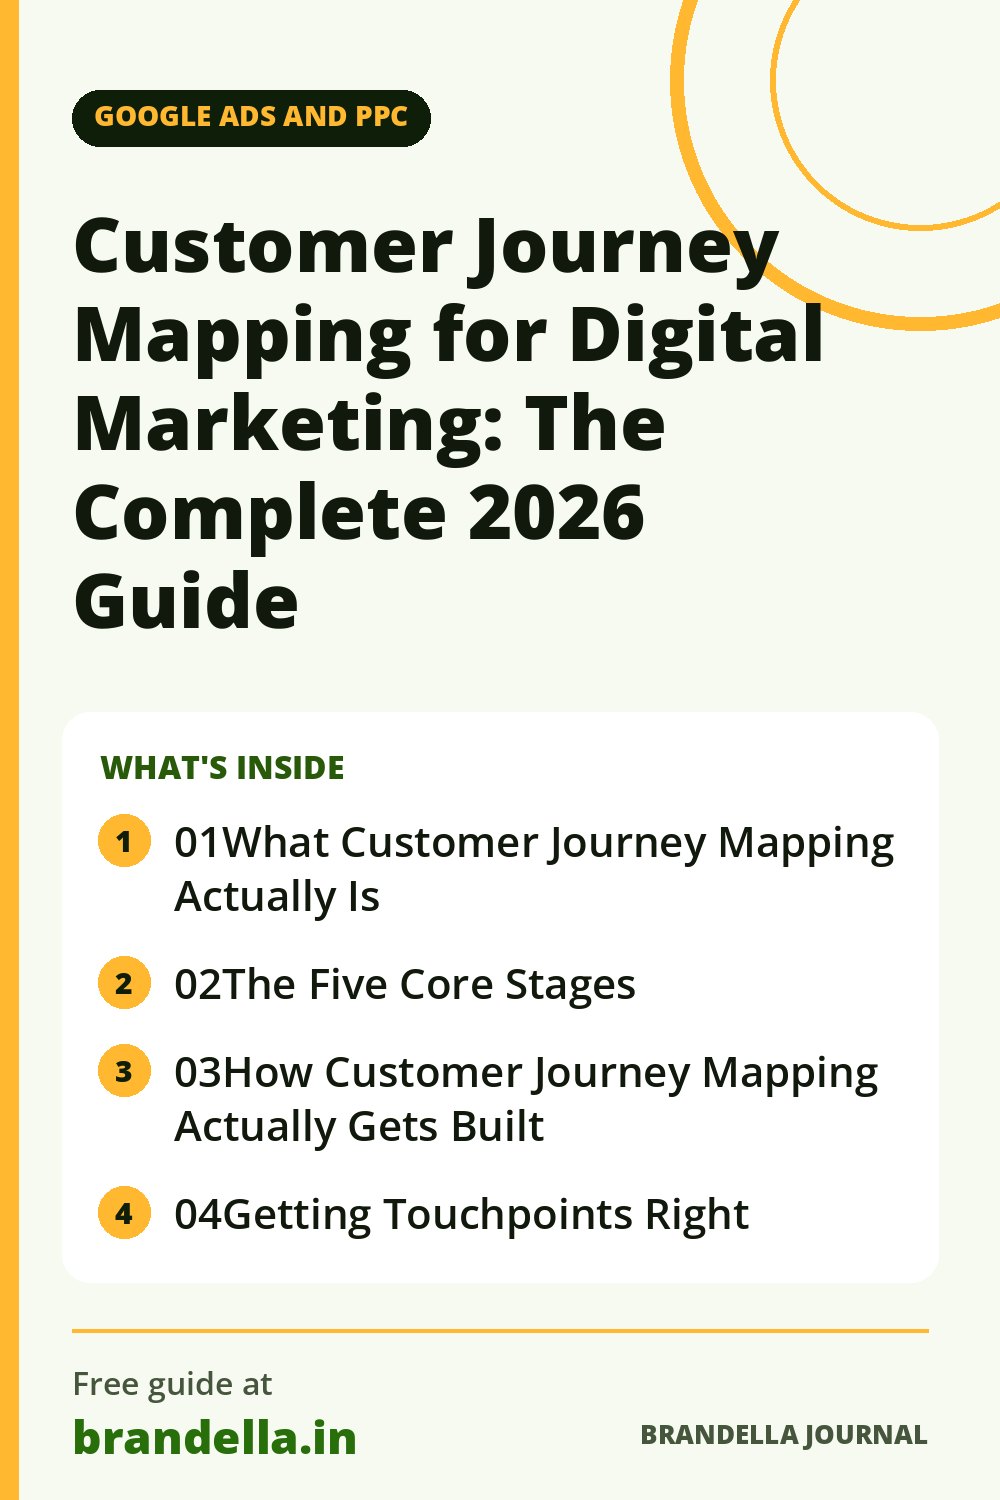 GOOGLE ADS AND PPC
Customer Journey
Mapping for Digital
Marketing: The
Complete 2026
Guide
WHAT'S INSIDE
1 01What Customer Journey Mapping
Actually Is
2 02The Five Core Stages
3 03How Customer Journey Mapping
Actually Gets Built
4 04Getting Touchpoints Right
Free guide at
brandella.in
BRANDELLA JOURNAL